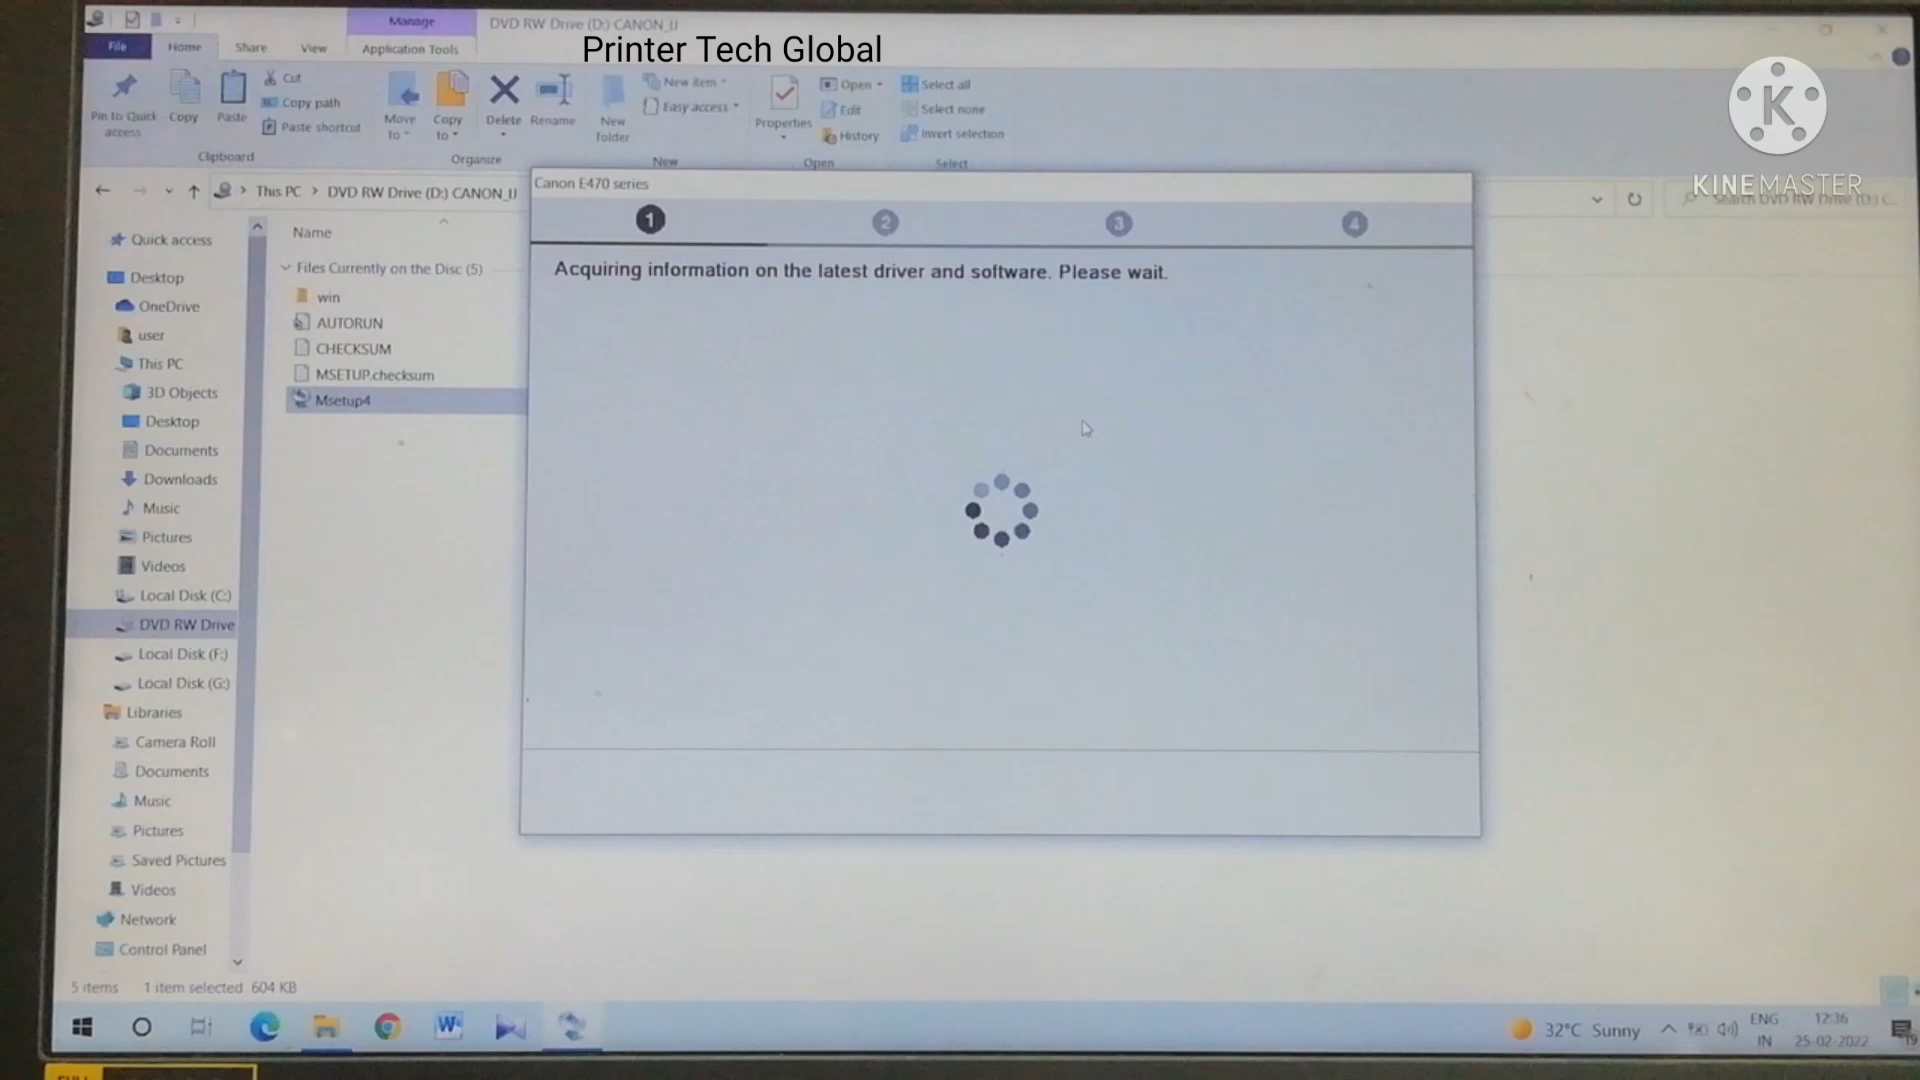 Manage
DVD RW Drive (D:) CANON_IJ
Printer Tech Global
File
Home
Share
View
Application Tools
Pin to Quick access
Copy
Paste
Cut
Copy path
Paste shortcut
Clipboard
Move to
Copy to
Delete
Rename
Organize
New folder
New item
Easy access
New
Properties
Open
Edit
History
Open
Select all
Select none
Invert selection
Select
KINEMASTER
This PC > DVD RW Drive (D:) CANON_IJ
Search DVD RW Drive (D:) C...
Quick access
Desktop
OneDrive
user
This PC
3D Objects
Desktop
Documents
Downloads
Music
Pictures
Videos
Local Disk (C:)
DVD RW Drive
Local Disk (F:)
Local Disk (G:)
Libraries
Camera Roll
Documents
Music
Pictures
Saved Pictures
Videos
Network
Control Panel
Name
Files Currently on the Disc (5)
win
AUTORUN
CHECKSUM
MSETUP.checksum
Msetup4
Canon E470 series
1 2 3 4
Acquiring information on the latest driver and software. Please wait.
5 items 1 item selected 604 KB
32°C Sunny
ENG
IN
12:36
25-02-2022
19